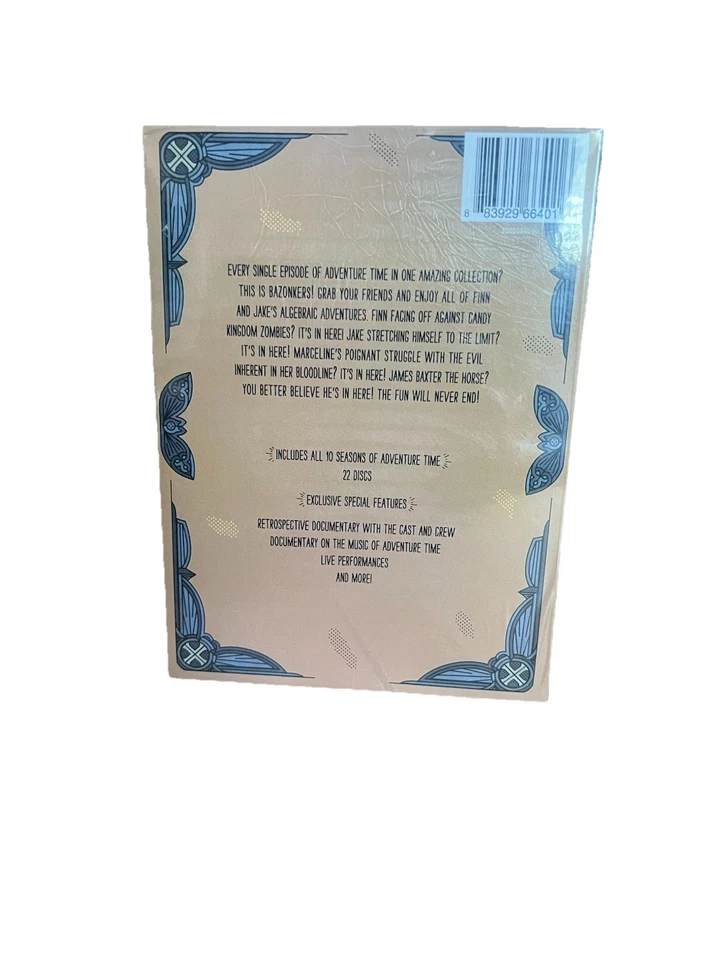 8 83929 66401
EVERY SINGLE EPISODE OF ADVENTURE TIME IN ONE AMAZING COLLECTION?
THIS IS BAZONKERS! GRAB YOUR FRIENDS AND ENJOY ALL OF FINN
AND JAKE'S ALGEBRAIC ADVENTURES. FINN FACING OFF AGAINST CANDY
KINGDOM ZOMBIES? IT'S IN HERE! JAKE STRETCHING HIMSELF TO THE LIMIT?
IT'S IN HERE! MARCELINE'S POIGNANT STRUGGLE WITH THE EVIL
INHERENT IN HER BLOODLINE? IT'S IN HERE! JAMES BAXTER THE HORSE?
YOU BETTER BELIEVE HE'S IN HERE! THE FUN WILL NEVER END!
INCLUDES ALL 10 SEASONS OF ADVENTURE TIME
22 DISCS
EXCLUSIVE SPECIAL FEATURES
RETROSPECTIVE DOCUMENTARY WITH THE CAST AND CREW
DOCUMENTARY ON THE MUSIC OF ADVENTURE TIME
LIVE PERFORMANCES
AND MORE!